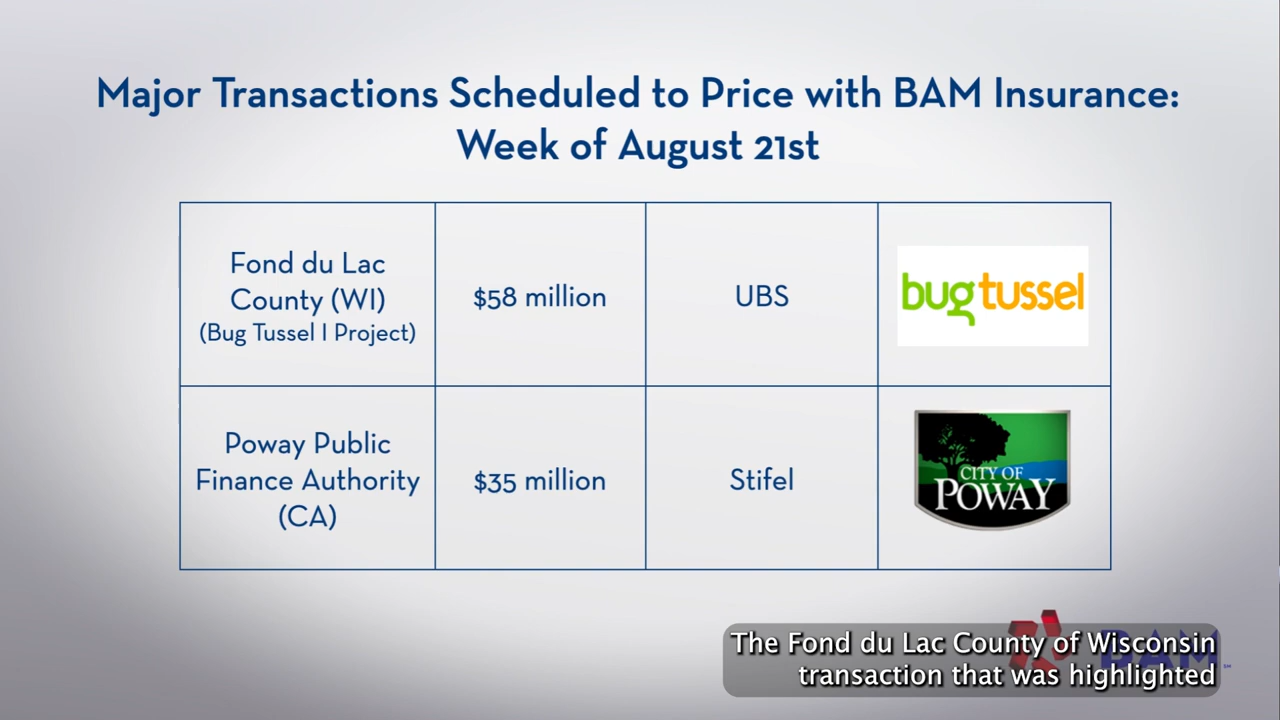 Major Transactions Scheduled to Price with BAM Insurance:
Week of August 21st
Fond du Lac
County (WI)
(Bug Tussel I Project)
$58 million
UBS
bugtussel
Poway Public
Finance Authority
(CA)
$35 million
Stifel
CITY OF
POWAY
BAM
SM
The Fond du Lac County of Wisconsin
transaction that was highlighted